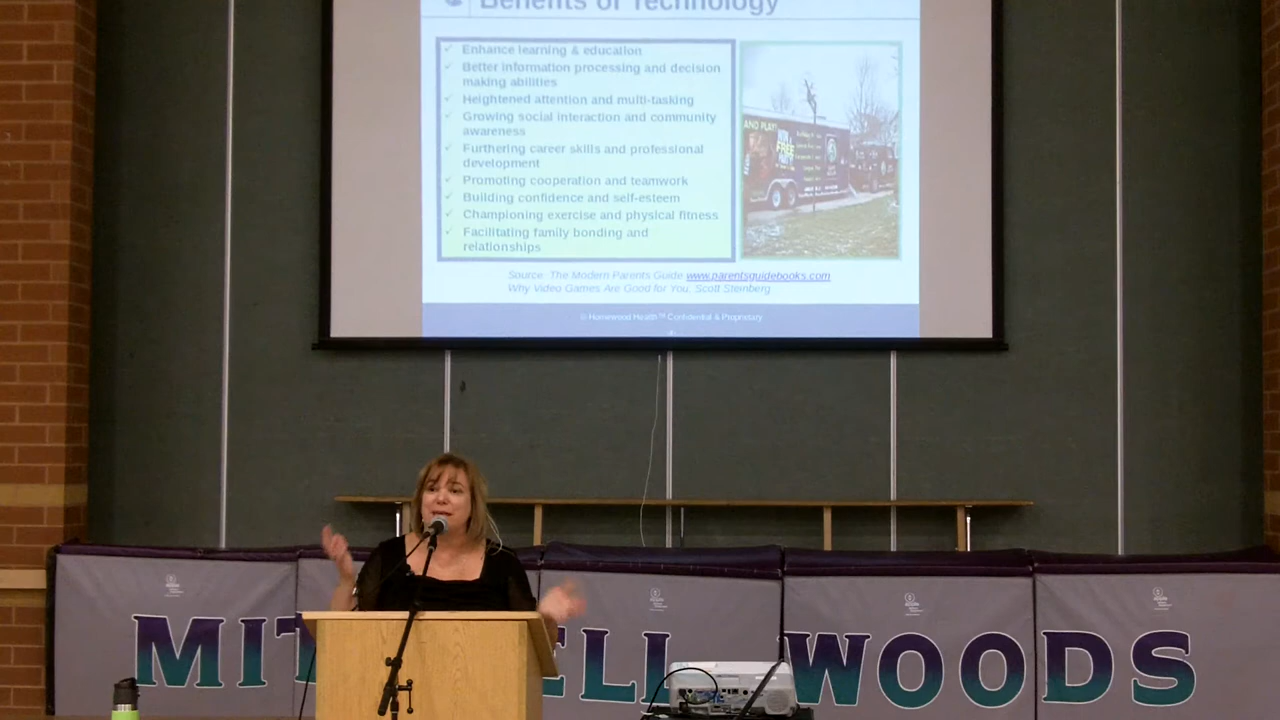 Benefits of Technology
✓ Enhance learning & education
✓ Better information processing and decision
making abilities
✓ Heightened attention and multi-tasking
✓ Growing social interaction and community
awareness
✓ Furthering career skills and professional
development
✓ Promoting cooperation and teamwork
✓ Building confidence and self-esteem
✓ Championing exercise and physical fitness
✓ Facilitating family bonding and
relationships
AND PLAY
FREE
Source: The Modern Parents Guide www.parentsguidebooks.com
Why Video Games Are Good for You, Scott Steinberg
© Homewood Health™ Confidential & Proprietary
MIT ELL WOODS